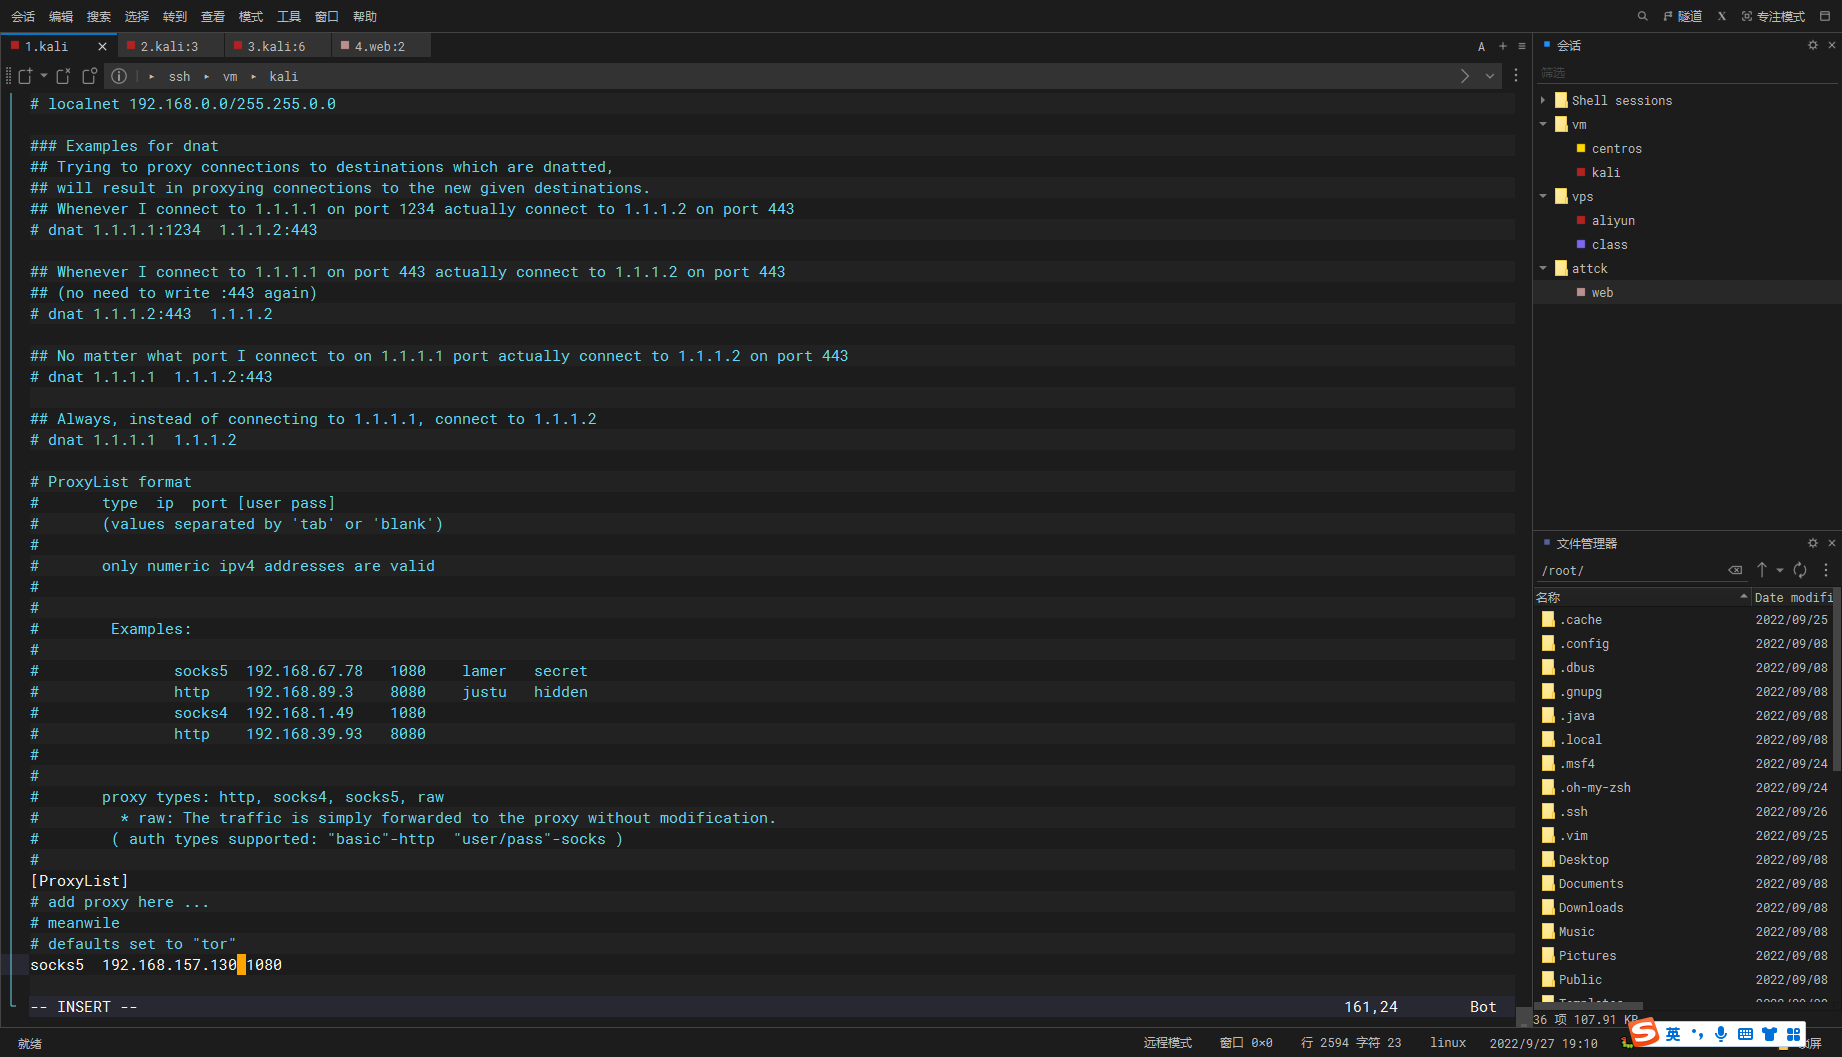 会话 编辑 搜索 选择 转到 查看 模式 工具 窗口 帮助 隧道 X 专注模式
1.kali 2.kali:3 3.kali:6 4.web:2 A
ssh vm kali
# localnet 192.168.0.0/255.255.0.0
### Examples for dnat
## Trying to proxy connections to destinations which are dnatted,
## will result in proxying connections to the new given destinations.
## Whenever I connect to 1.1.1.1 on port 1234 actually connect to 1.1.1.2 on port 443
# dnat 1.1.1.1:1234  1.1.1.2:443
## Whenever I connect to 1.1.1.1 on port 443 actually connect to 1.1.1.2 on port 443
## (no need to write :443 again)
# dnat 1.1.1.2:443  1.1.1.2
## No matter what port I connect to on 1.1.1.1 port actually connect to 1.1.1.2 on port 443
# dnat 1.1.1.1  1.1.1.2:443
## Always, instead of connecting to 1.1.1.1, connect to 1.1.1.2
# dnat 1.1.1.1  1.1.1.2
# ProxyList format
#       type  ip  port [user pass]
#       (values separated by 'tab' or 'blank')
#
#       only numeric ipv4 addresses are valid
#
#
#        Examples:
#
#               socks5  192.168.67.78   1080    lamer   secret
#               http    192.168.89.3    8080    justu   hidden
#               socks4  192.168.1.49    1080
#               http    192.168.39.93   8080
#
#
#       proxy types: http, socks4, socks5, raw
#         * raw: The traffic is simply forwarded to the proxy without modification.
#        ( auth types supported: "basic"-http  "user/pass"-socks )
#
[ProxyList]
# add proxy here ...
# meanwile
# defaults set to "tor"
socks5  192.168.157.130 1080
-- INSERT -- 161,24 Bot
会话
筛选
Shell sessions
vm
centros
kali
vps
aliyun
class
attck
web
文件管理器
/root/
名称 Date modifi
.cache 2022/09/25
.config 2022/09/08
.dbus 2022/09/08
.gnupg 2022/09/08
.java 2022/09/08
.local 2022/09/08
.msf4 2022/09/24
.oh-my-zsh 2022/09/24
.ssh 2022/09/26
.vim 2022/09/25
Desktop 2022/09/08
Documents 2022/09/08
Downloads 2022/09/08
Music 2022/09/08
Pictures 2022/09/08
Public 2022/09/08
36 项 107.91 KB
就绪 远程模式 窗口 0×0 行 2594 字符 23 linux 2022/9/27 19:10 英 屏